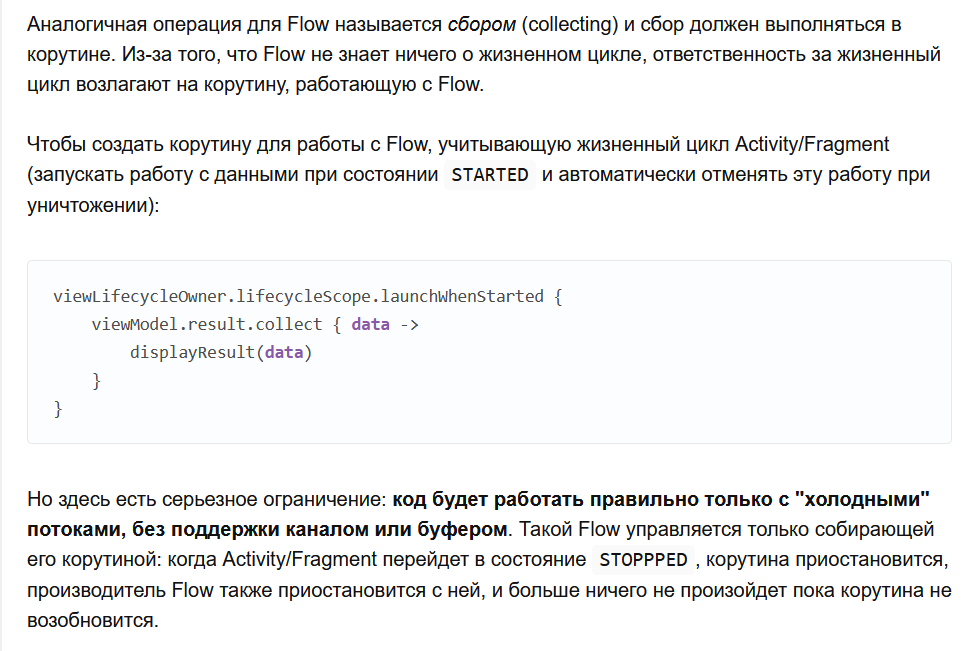 Аналогичная операция для Flow называется сбором (collecting) и сбор должен выполняться в
корутине. Из-за того, что Flow не знает ничего о жизненном цикле, ответственность за жизненный
цикл возлагают на корутину, работающую с Flow.
Чтобы создать корутину для работы с Flow, учитывающую жизненный цикл Activity/Fragment
(запускать работу с данными при состоянии STARTED и автоматически отменять эту работу при
уничтожении):
viewLifecycleOwner.lifecycleScope.launchWhenStarted {
    viewModel.result.collect { data ->
        displayResult(data)
    }
}
Но здесь есть серьезное ограничение: код будет работать правильно только с "холодными"
потоками, без поддержки каналом или буфером. Такой Flow управляется только собирающей
его корутиной: когда Activity/Fragment перейдет в состояние STOPPPED , корутина приостановится,
производитель Flow также приостановится с ней, и больше ничего не произойдет пока корутина не
возобновится.